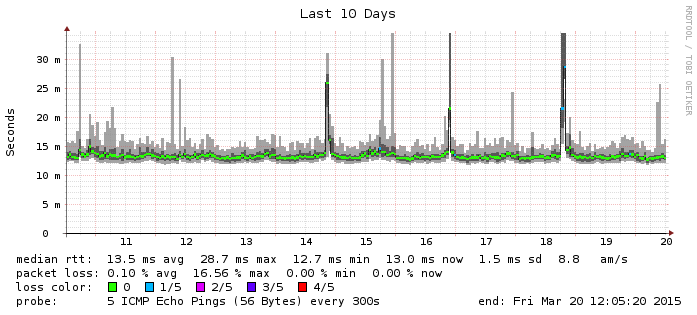 Last 10 Days
RRDTOOL / TOBI OETIKER
Seconds
30 m
25 m
20 m
15 m
10 m
5 m
0
11 12 13 14 15 16 17 18 19 20
median rtt: 13.5 ms avg 28.7 ms max 12.7 ms min 13.0 ms now 1.5 ms sd 8.8 am/s
packet loss: 0.10 % avg 16.56 % max 0.00 % min 0.00 % now
loss color: 0 1/5 2/5 3/5 4/5
probe: 5 ICMP Echo Pings (56 Bytes) every 300s end: Fri Mar 20 12:05:20 2015